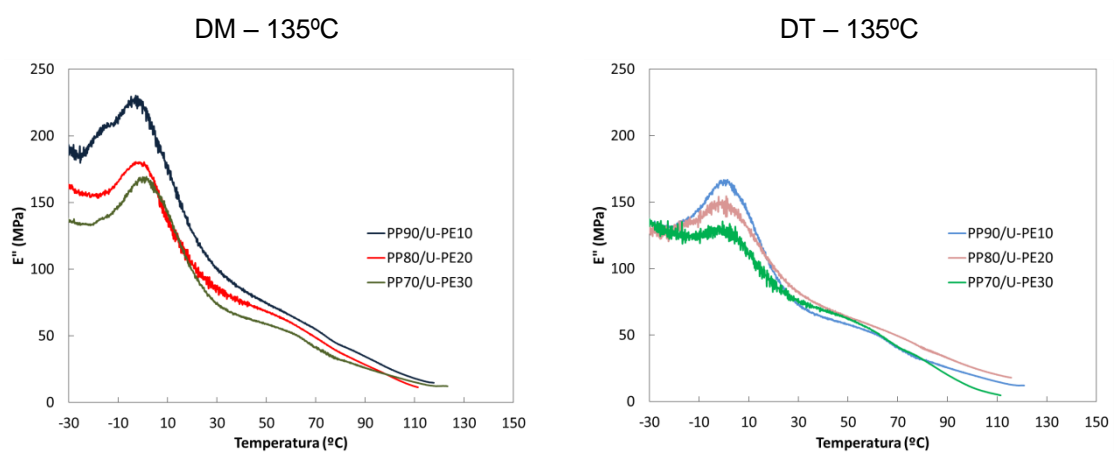 DM – 135ºC
250
200
150
100
50
0
E" (MPa)
-30 -10 10 30 50 70 90 110 130 150
Temperatura (ºC)
PP90/U-PE10
PP80/U-PE20
PP70/U-PE30
DT – 135ºC
250
200
150
100
50
0
E" (MPa)
-30 -10 10 30 50 70 90 110 130 150
Temperatura (ºC)
PP90/U-PE10
PP80/U-PE20
PP70/U-PE30